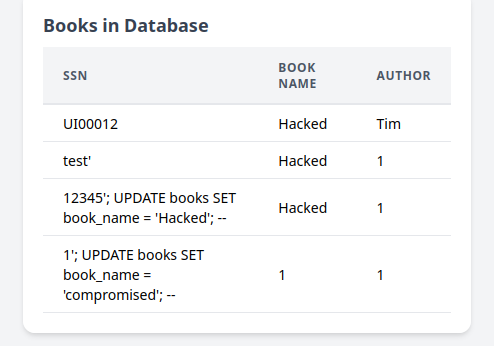 Books in Database
SSN
BOOK
NAME
AUTHOR
UI00012
Hacked
Tim
test'
Hacked
1
12345'; UPDATE books SET
book_name = 'Hacked'; --
Hacked
1
1'; UPDATE books SET
book_name =
'compromised'; --
1
1